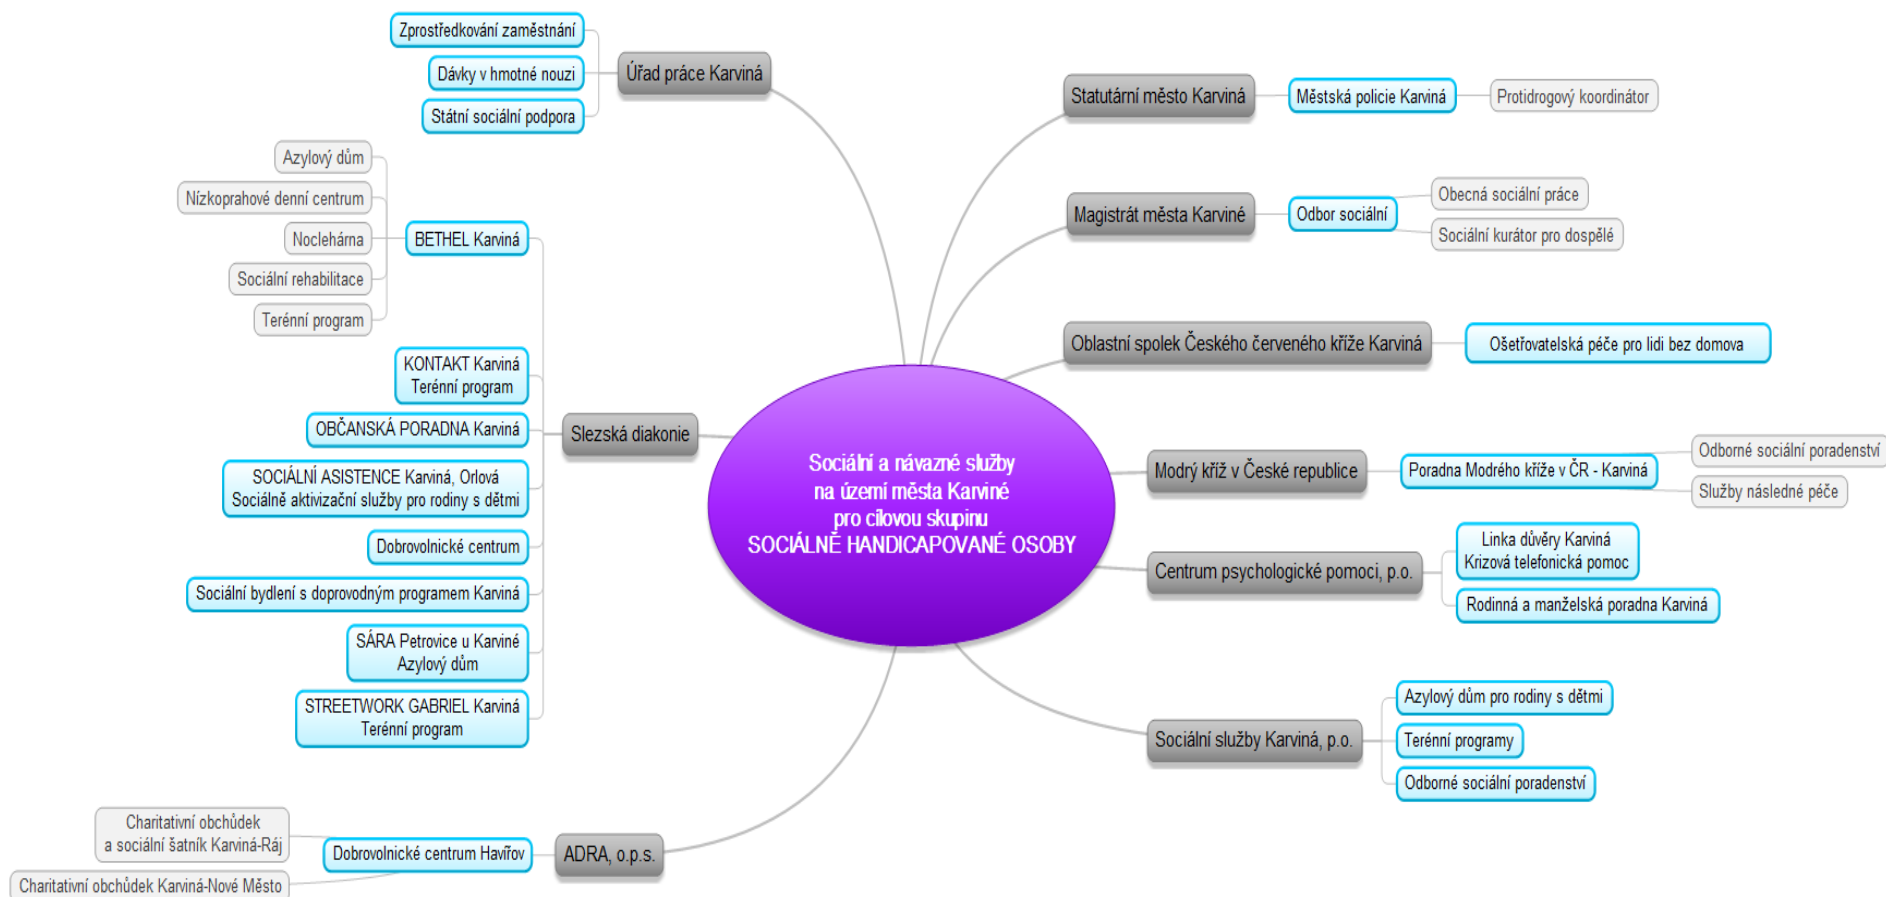 Zprostředkování zaměstnání
Dávky v hmotné nouzi
Státní sociální podpora
Úřad práce Karviná
Azylový dům
Nízkoprahové denní centrum
Noclehárna
Sociální rehabilitace
Terénní program
BETHEL Karviná
KONTAKT Karviná
Terénní program
OBČANSKÁ PORADNA Karviná
SOCIÁLNÍ ASISTENCE Karviná, Orlová
Sociálně aktivizační služby pro rodiny s dětmi
Dobrovolnické centrum
Sociální bydlení s doprovodným programem Karviná
SÁRA Petrovice u Karviné
Azylový dům
STREETWORK GABRIEL Karviná
Terénní program
Slezská diakonie
Charitativní obchůdek
a sociální šatník Karviná-Ráj
Charitativní obchůdek Karviná-Nové Město
Dobrovolnické centrum Havířov
ADRA, o.p.s.
Sociální a návazné služby
na území města Karviné
pro cílovou skupinu
SOCIÁLNĚ HANDICAPOVANÉ OSOBY
Statutární město Karviná
Městská policie Karviná
Protidrogový koordinátor
Magistrát města Karviné
Odbor sociální
Obecná sociální práce
Sociální kurátor pro dospělé
Oblastní spolek Českého červeného kříže Karviná
Ošetřovatelská péče pro lidi bez domova
Modrý kříž v České republice
Poradna Modrého kříže v ČR - Karviná
Odborné sociální poradenství
Služby následné péče
Centrum psychologické pomoci, p.o.
Linka důvěry Karviná
Krizová telefonická pomoc
Rodinná a manželská poradna Karviná
Sociální služby Karviná, p.o.
Azylový dům pro rodiny s dětmi
Terénní programy
Odborné sociální poradenství